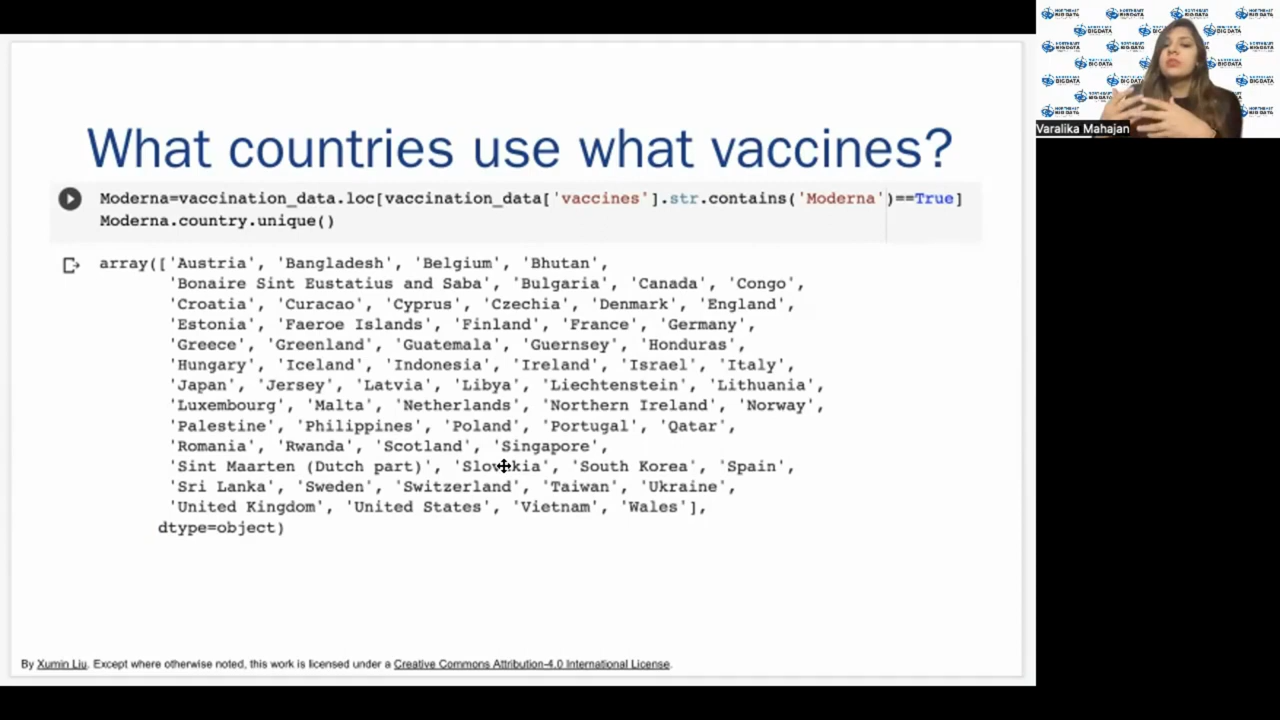 What countries use what vaccines?
Moderna=vaccination_data.loc[vaccination_data['vaccines'].str.contains('Moderna')==True]
Moderna.country.unique()
array(['Austria', 'Bangladesh', 'Belgium', 'Bhutan',
'Bonaire Sint Eustatius and Saba', 'Bulgaria', 'Canada', 'Congo',
'Croatia', 'Curacao', 'Cyprus', 'Czechia', 'Denmark', 'England',
'Estonia', 'Faeroe Islands', 'Finland', 'France', 'Germany',
'Greece', 'Greenland', 'Guatemala', 'Guernsey', 'Honduras',
'Hungary', 'Iceland', 'Indonesia', 'Ireland', 'Israel', 'Italy',
'Japan', 'Jersey', 'Latvia', 'Libya', 'Liechtenstein', 'Lithuania',
'Luxembourg', 'Malta', 'Netherlands', 'Northern Ireland', 'Norway',
'Palestine', 'Philippines', 'Poland', 'Portugal', 'Qatar',
'Romania', 'Rwanda', 'Scotland', 'Singapore',
'Sint Maarten (Dutch part)', 'Slovakia', 'South Korea', 'Spain',
'Sri Lanka', 'Sweden', 'Switzerland', 'Taiwan', 'Ukraine',
'United Kingdom', 'United States', 'Vietnam', 'Wales'],
dtype=object)
By Xumin Liu. Except where otherwise noted, this work is licensed under a Creative Commons Attribution-4.0 International License.
Varalika Mahajan